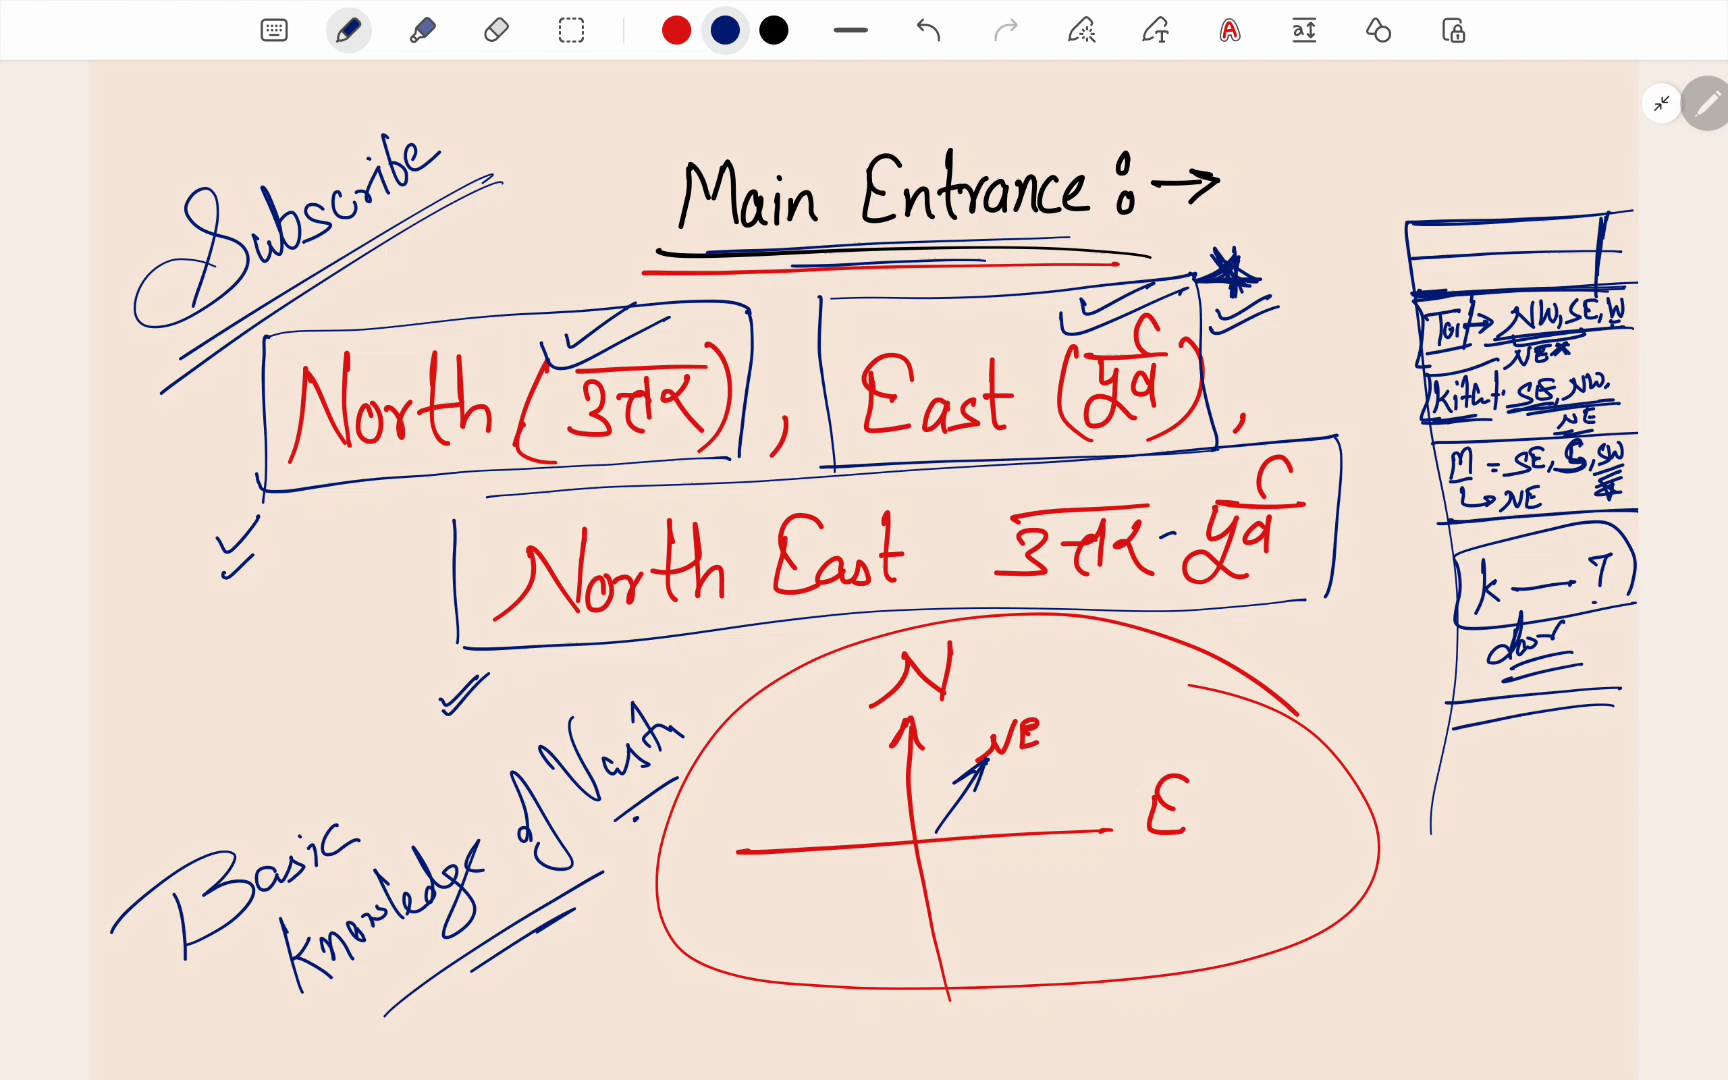 Subscribe
Main Entrance :→
North (उत्तर), East (पूर्व),
North East उत्तर - पूर्व
N
NE
E
Basic
knowledge of Vastu
Toi → NW, SE, W
NE×
Kitch. SE, NW.
NE
M = SE, S, SW
↳ NE
K — ?
door